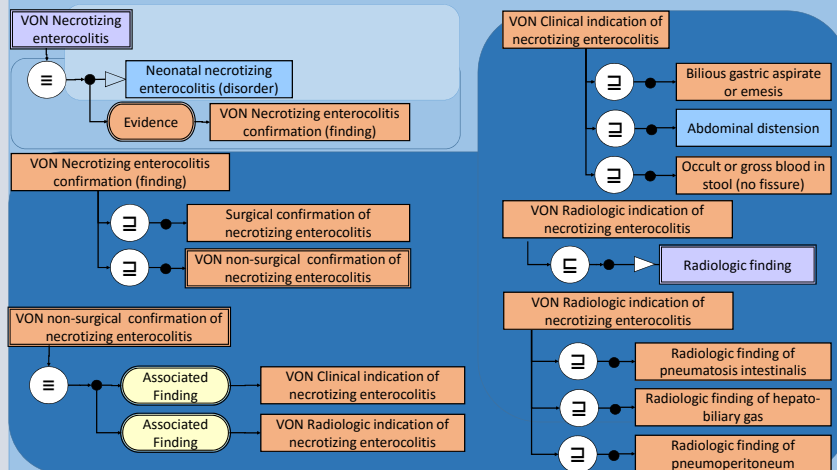 VON Necrotizing
enterocolitis
≡
Neonatal necrotizing
enterocolitis (disorder)
Evidence
VON Necrotizing enterocolitis
confirmation (finding)
VON Necrotizing enterocolitis
confirmation (finding)
⊒
Surgical confirmation of
necrotizing enterocolitis
⊒
VON non-surgical confirmation
of necrotizing enterocolitis
VON non-surgical confirmation of
necrotizing enterocolitis
≡
Associated
Finding
VON Clinical indication of
necrotizing enterocolitis
Associated
Finding
VON Radiologic indication of
necrotizing enterocolitis
VON Clinical indication of
necrotizing enterocolitis
⊒
Bilious gastric aspirate
or emesis
⊒
Abdominal distension
⊒
Occult or gross blood in
stool (no fissure)
VON Radiologic indication of
necrotizing enterocolitis
⊑
Radiologic finding
VON Radiologic indication of
necrotizing enterocolitis
⊒
Radiologic finding of
pneumatosis intestinalis
⊒
Radiologic finding of hepato-
biliary gas
⊒
Radiologic finding of
pneumoperitoneum